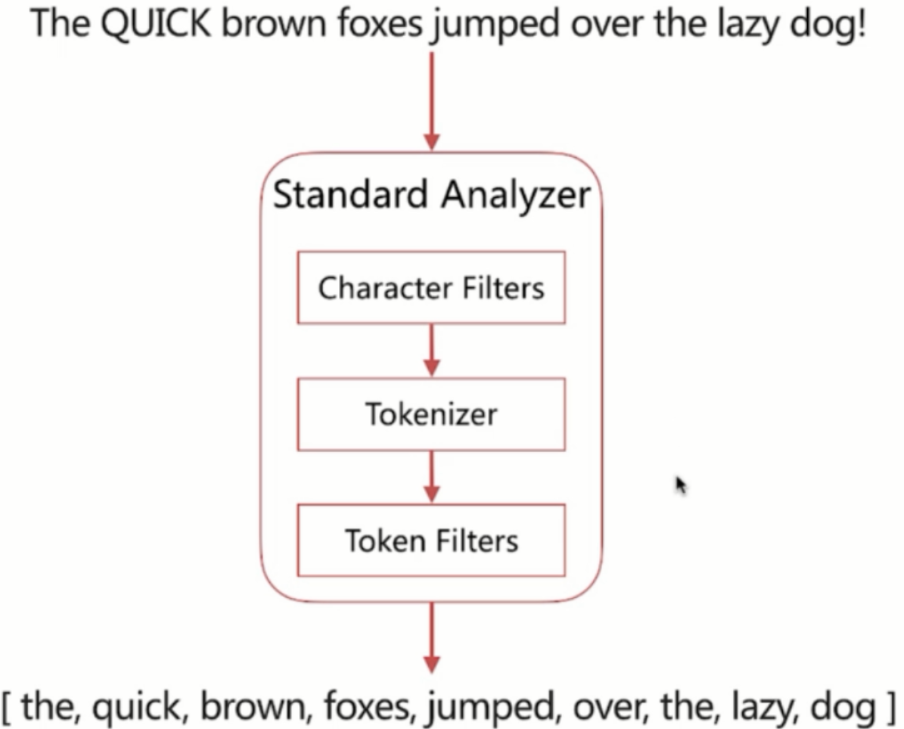 The QUICK brown foxes jumped over the lazy dog!
Standard Analyzer
Character Filters
Tokenizer
Token Filters
[ the, quick, brown, foxes, jumped, over, the, lazy, dog ]